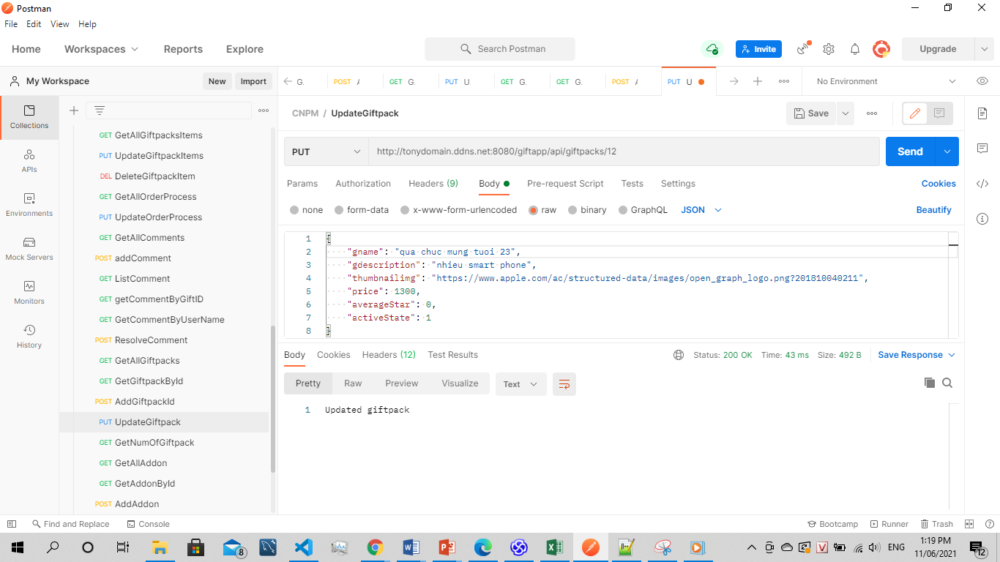 Postman
File Edit View Help
Home Workspaces Reports Explore Search Postman Invite Upgrade
My Workspace New Import
G. POST GET G. PUT U. GET G. GET G. POST PUT U No Environment
Collections
APIs
Environments
Mock Servers
Monitors
History
GET GetAllGiftpacksItems
PUT UpdateGiftpackItems
DEL DeleteGiftpackItem
GET GetAllOrderProcess
PUT UpdateOrderProcess
GET GetAllComments
POST addComment
GET ListComment
GET getCommentByGiftID
GET GetCommentByUserName
POST ResolveComment
GET GetAllGiftpacks
GET GetGiftpackById
POST AddGiftpackId
PUT UpdateGiftpack
GET GetNumOfGiftpack
GET GetAllAddon
GET GetAddonById
POST AddAddon
CNPM / UpdateGiftpack Save
PUT http://tonydomain.ddns.net:8080/giftapp/api/giftpacks/12 Send
Params Authorization Headers (9) Body Pre-request Script Tests Settings Cookies
none form-data x-www-form-urlencoded raw binary GraphQL JSON Beautify
1 {
2 "gname": "qua chuc mung tuoi 23",
3 "gdescription": "nhieu smart phone",
4 "thumbnailimg": "https://www.apple.com/ac/structured-data/images/open_graph_logo.png?201810040211",
5 "price": 1300,
6 "averageStar": 0,
7 "activeState": 1
8 }
Body Cookies Headers (12) Test Results Status: 200 OK Time: 43 ms Size: 492 B Save Response
Pretty Raw Preview Visualize Text
1 Updated giftpack
Find and Replace Console Bootcamp Runner Trash
8 ENG 1:19 PM
11/06/2021 12